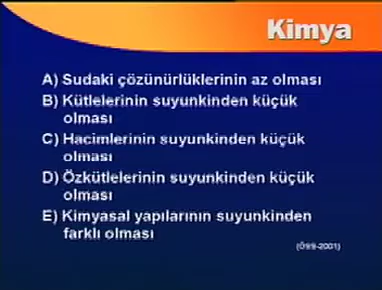 Kimya
A) Sudaki çözünürlüklerinin az olması
B) Kütlelerinin suyunkinden küçük
olması
C) Hacimlerinin suyunkinden küçük
olması
D) Özkütlelerinin suyunkinden küçük
olması
E) Kimyasal yapılarının suyunkinden
farklı olması
(ÖSS-2001)